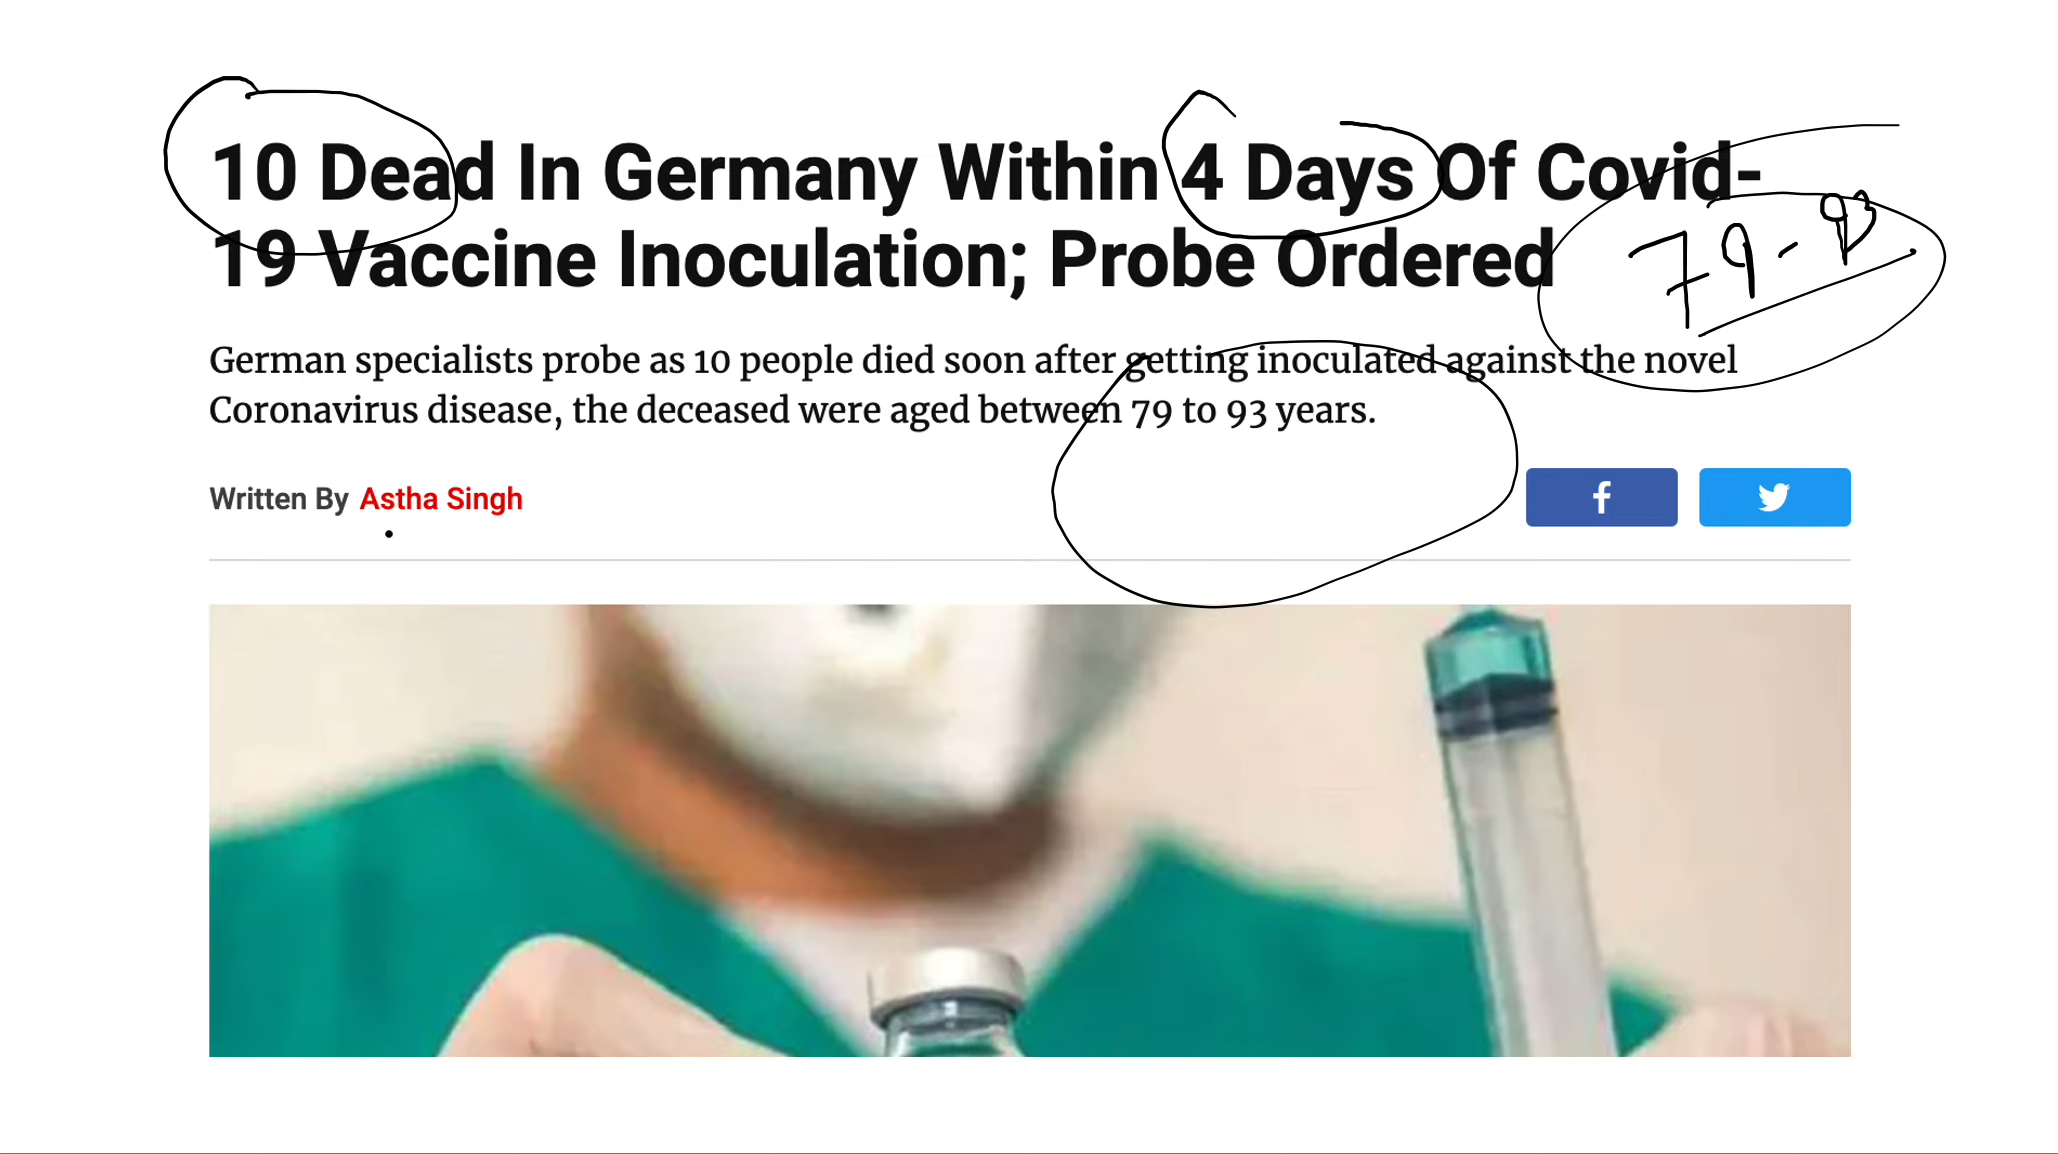 10 Dead In Germany Within 4 Days Of Covid-
19 Vaccine Inoculation; Probe Ordered
79-93
German specialists probe as 10 people died soon after getting inoculated against the novel
Coronavirus disease, the deceased were aged between 79 to 93 years.
Written By Astha Singh
f